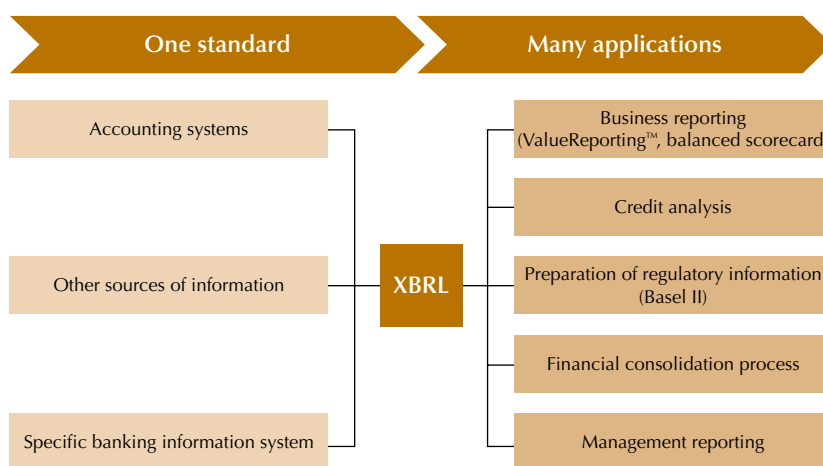 One standard
Many applications
Accounting systems
Other sources of information
Specific banking information system
XBRL
Business reporting
(ValueReporting™, balanced scorecard
Credit analysis
Preparation of regulatory information
(Basel II)
Financial consolidation process
Management reporting